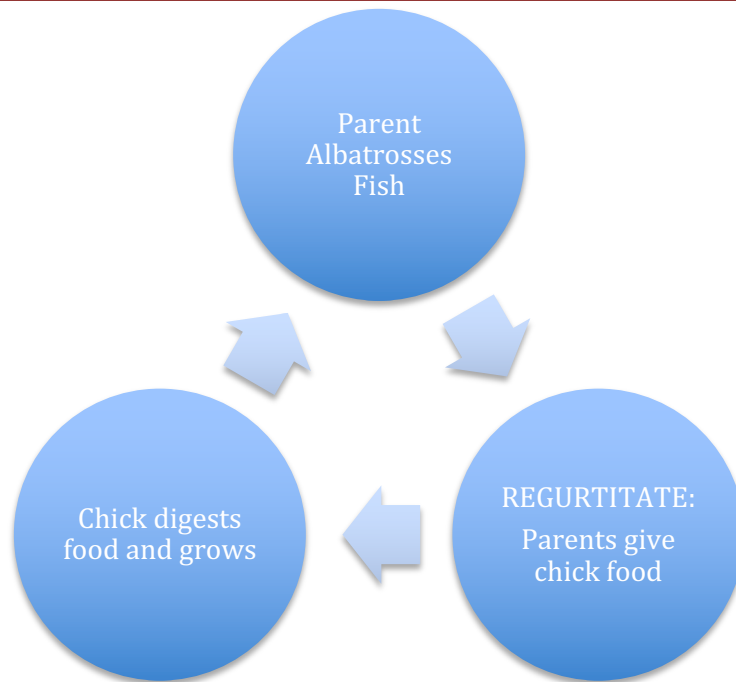 Parent
Albatrosses
Fish
REGURTITATE:
Parents give
chick food
Chick digests
food and grows